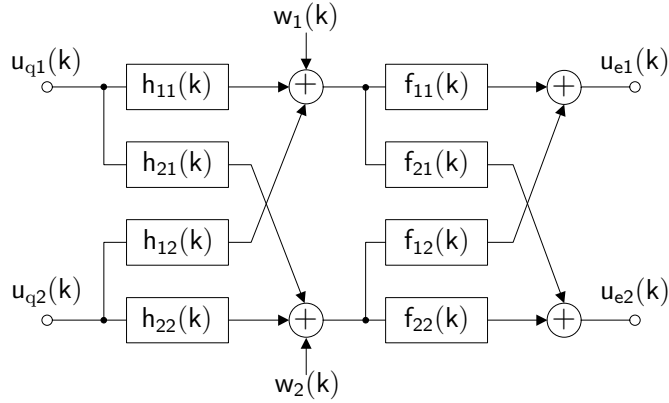 w₁(k)
u_q1(k)
u_e1(k)
h₁₁(k)
+
f₁₁(k)
+
h₂₁(k)
f₂₁(k)
h₁₂(k)
f₁₂(k)
u_q2(k)
u_e2(k)
h₂₂(k)
+
f₂₂(k)
+
w₂(k)